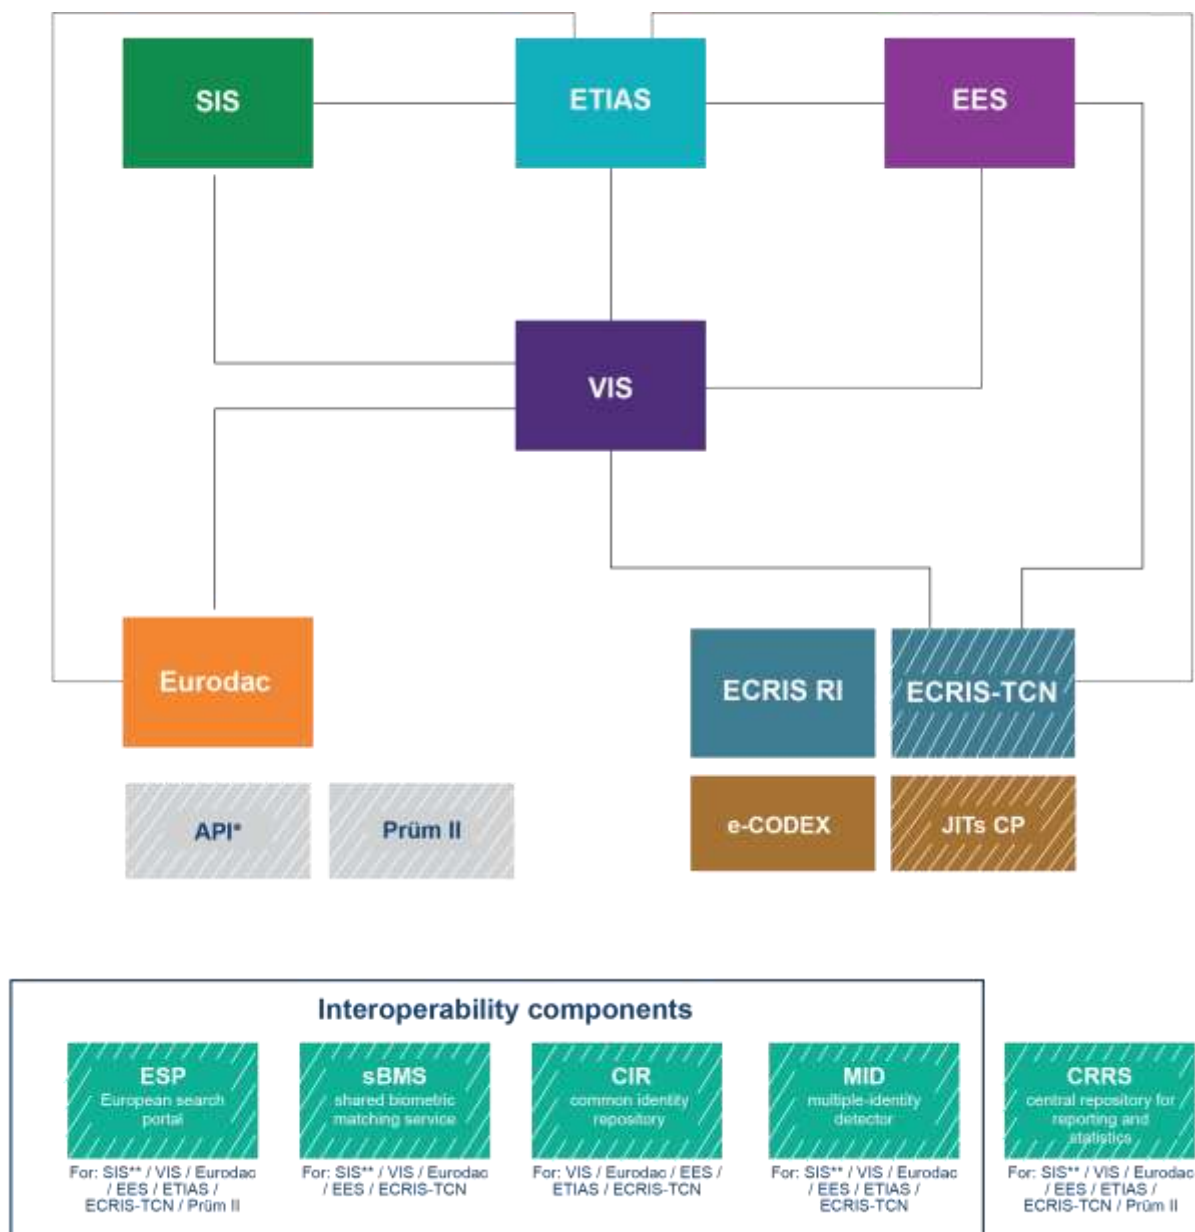 SIS
ETIAS
EES
VIS
Eurodac
ECRIS RI
ECRIS-TCN
API*
Prüm II
e-CODEX
JITs CP
Interoperability components
ESP
European search
portal
For: SIS** / VIS / Eurodac
/ EES / ETIAS /
ECRIS-TCN / Prüm II
sBMS
shared biometric
matching service
For: SIS** / VIS / Eurodac
/ EES / ECRIS-TCN
CIR
common identity
repository
For: VIS / Eurodac / EES /
ETIAS / ECRIS-TCN
MID
multiple-identity
detector
For: SIS** / VIS / Eurodac
/ EES / ETIAS /
ECRIS-TCN
CRRS
central repository for
reporting and
statistics
For: SIS** / VIS / Eurodac
/ EES / ETIAS /
ECRIS-TCN / Prüm II